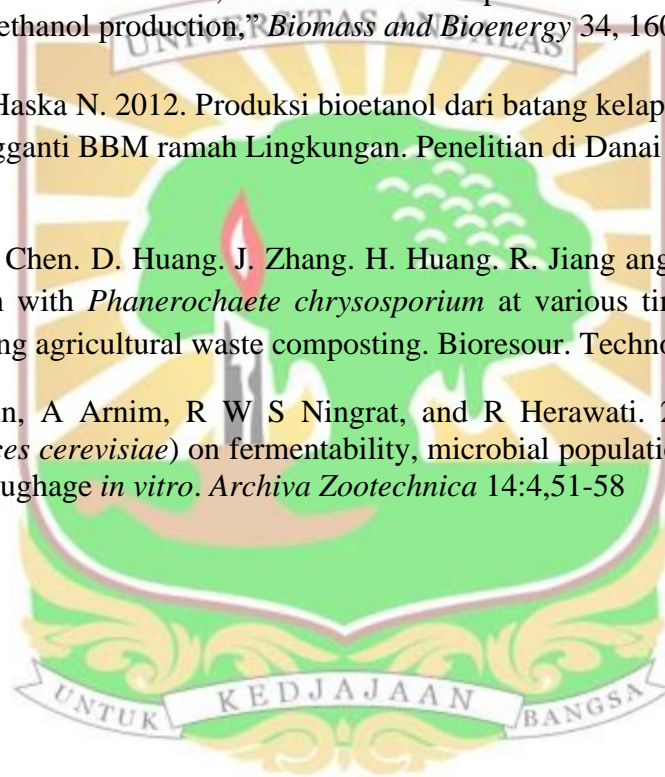 ethanol production,” Biomass and Bioenergy 34, 160
UNIVERSITAS ANDALAS
Haska N. 2012. Produksi bioetanol dari batang kelap
gganti BBM ramah Lingkungan. Penelitian di Danai
Chen. D. Huang. J. Zhang. H. Huang. R. Jiang ang
with Phanerochaete chrysosporium at various tin
ng agricultural waste composting. Bioresour. Techno
n, A Arnim, R W S Ningrat, and R Herawati. 2
ces cerevisiae) on fermentability, microbial populatio
ughage in vitro. Archiva Zootechnica 14:4,51-58
UNTUK KEDJAJAAN BANGSA